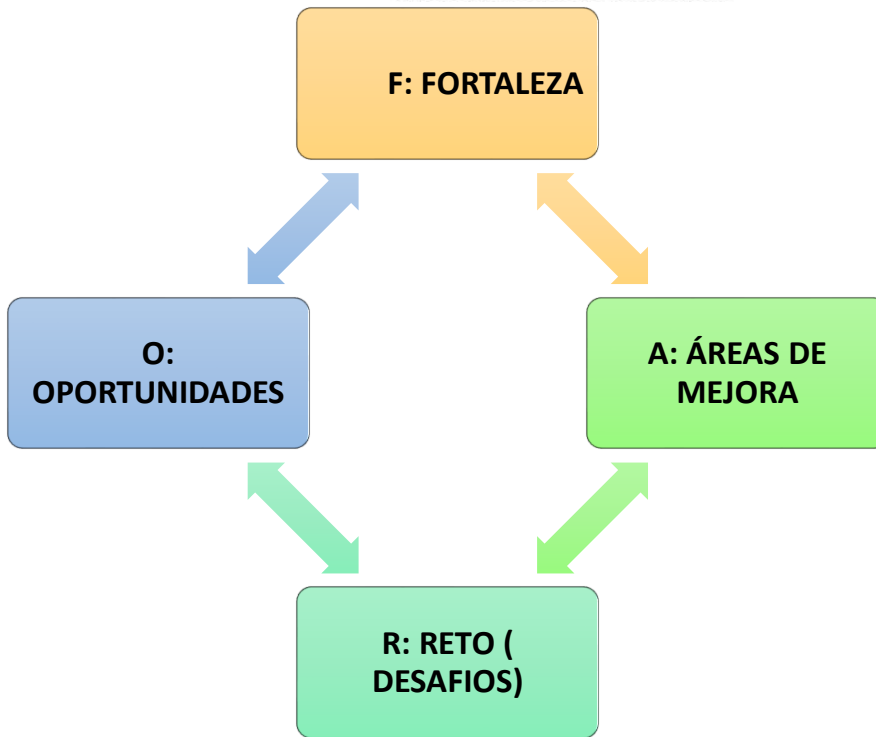 F: FORTALEZA
O:
OPORTUNIDADES
A: ÁREAS DE
MEJORA
R: RETO (
DESAFIOS)